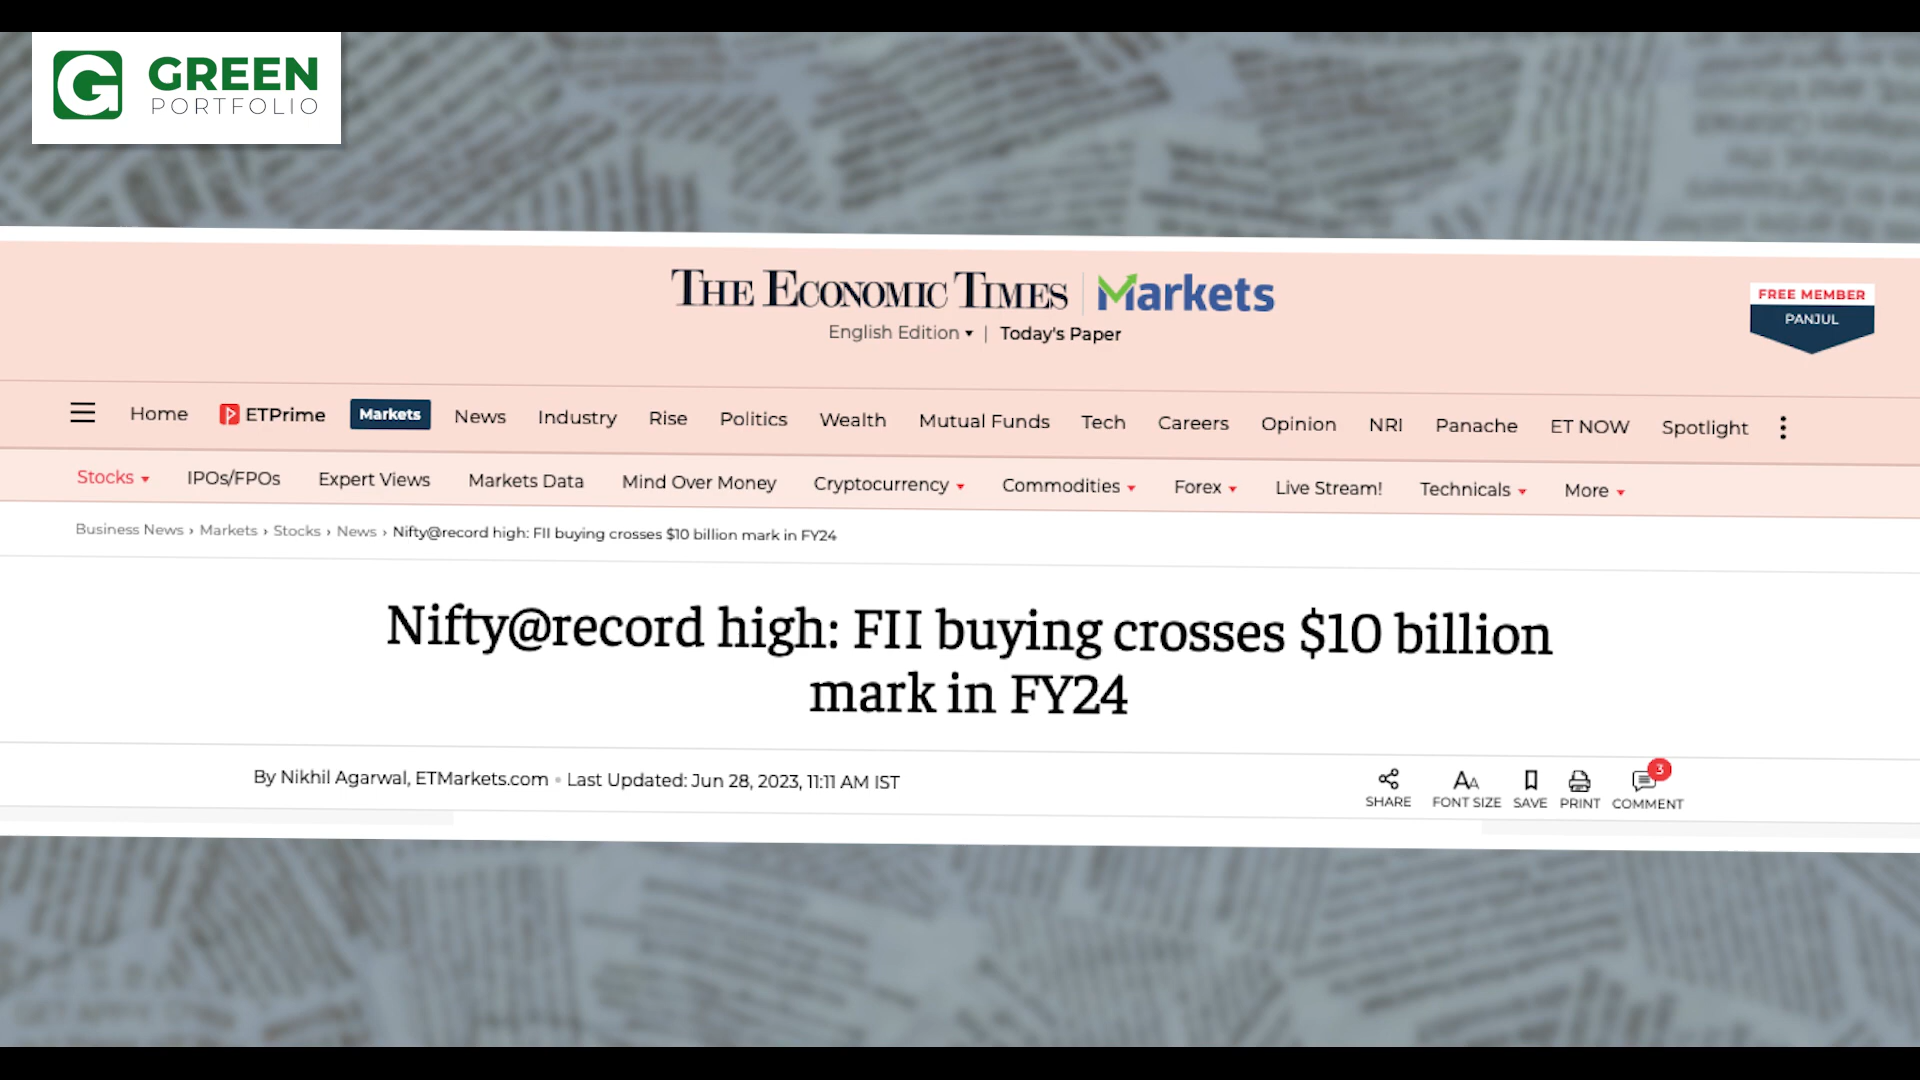 GREEN
PORTFOLIO
THE ECONOMIC TIMES | Markets
English Edition | Today's Paper
FREE MEMBER
PANJUL
Home ETPrime Markets News Industry Rise Politics Wealth Mutual Funds Tech Careers Opinion NRI Panache ET NOW Spotlight
Stocks IPOs/FPOs Expert Views Markets Data Mind Over Money Cryptocurrency Commodities Forex Live Stream! Technicals More
Business News › Markets › Stocks › News › Nifty@record high: FII buying crosses $10 billion mark in FY24
Nifty@record high: FII buying crosses $10 billion
mark in FY24
By Nikhil Agarwal, ETMarkets.com • Last Updated: Jun 28, 2023, 11:11 AM IST
3
SHARE FONT SIZE SAVE PRINT COMMENT